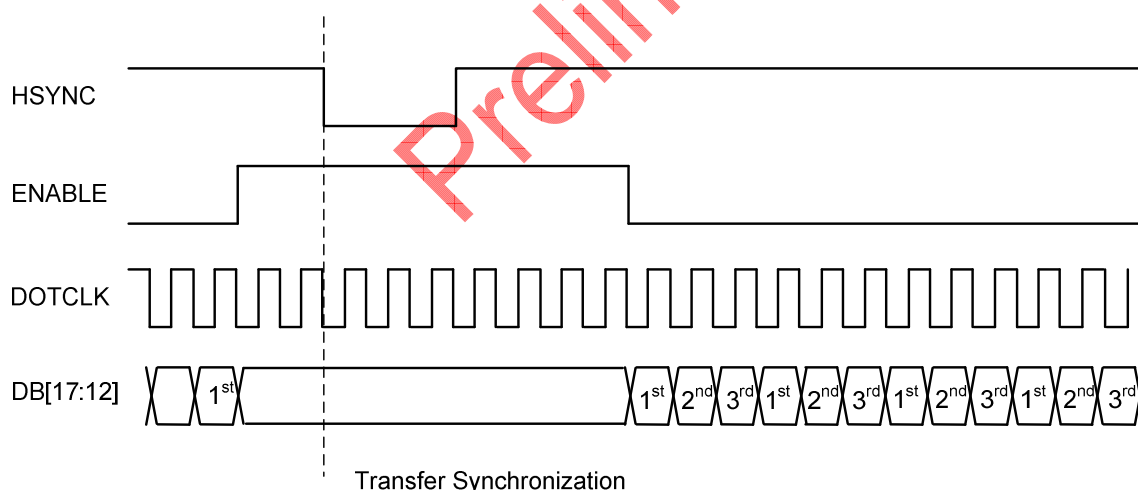 Prelin
HSYNC
ENABLE
DOTCLK
DB[17:12]
1st
1st 2nd 3rd 1st 2nd 3rd 1st 2nd 3rd 1st 2nd 3rd
Transfer Synchronization